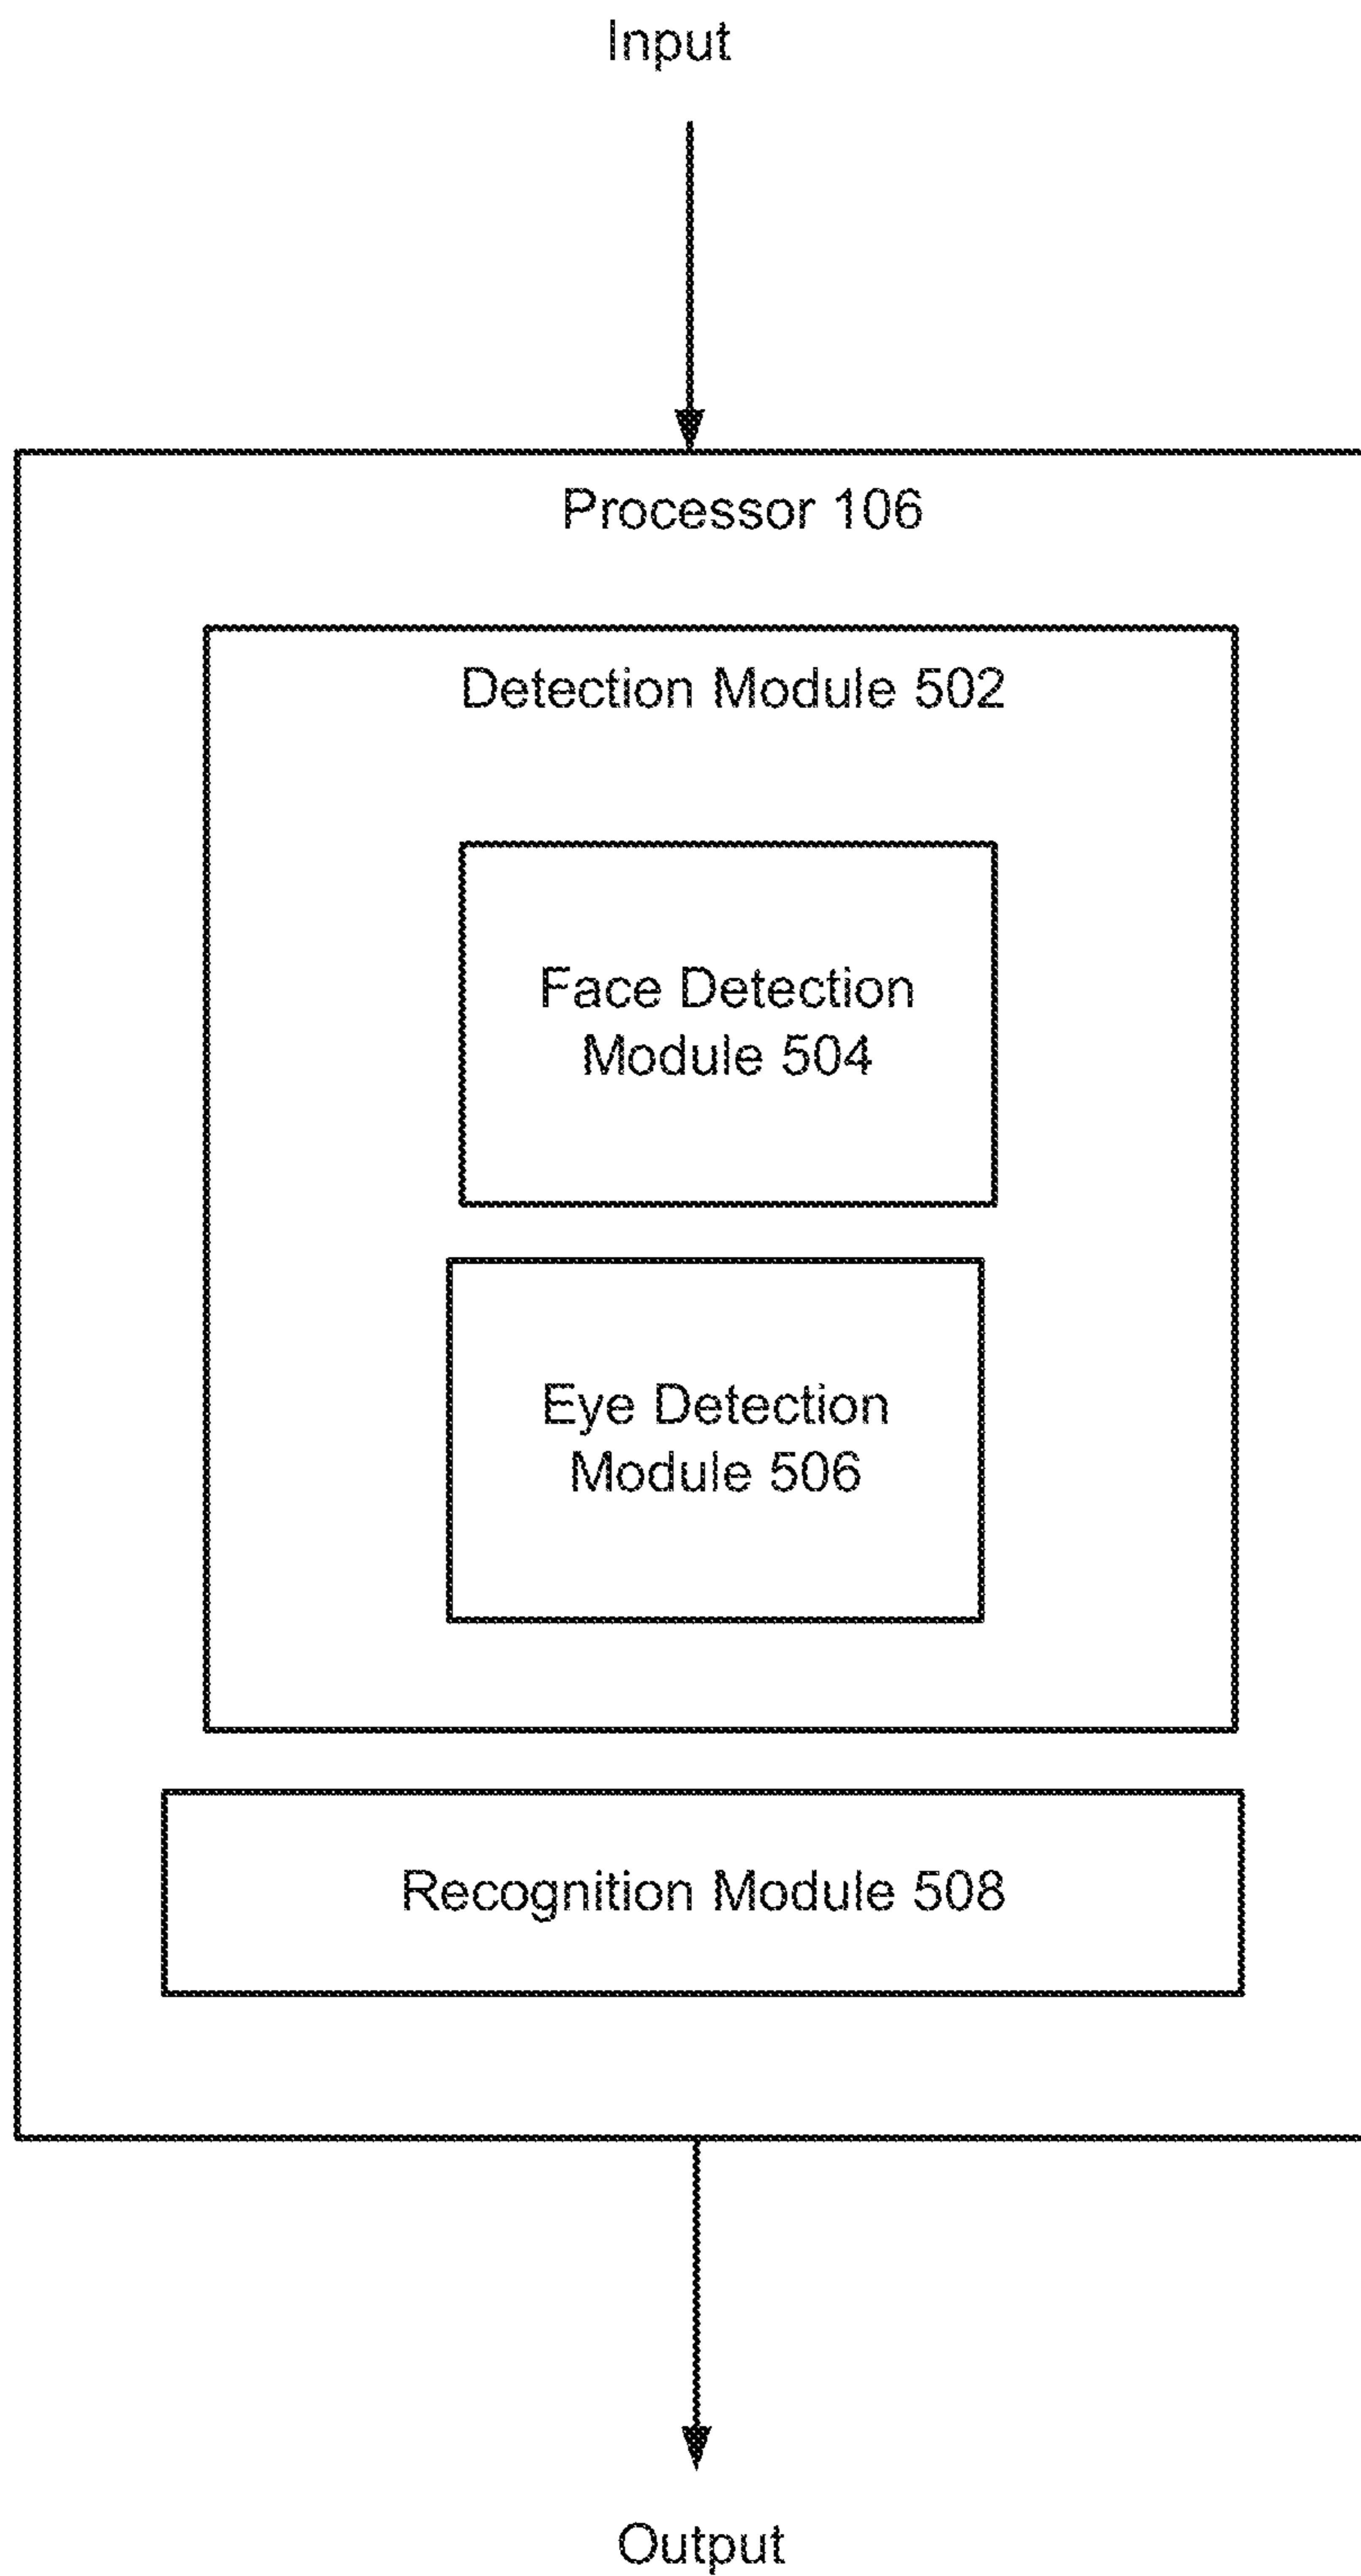 Input
Processor 106
Detection Module 502
Face Detection
Module 504
Eye Detection
Module 506
Recognition Module 508
Output